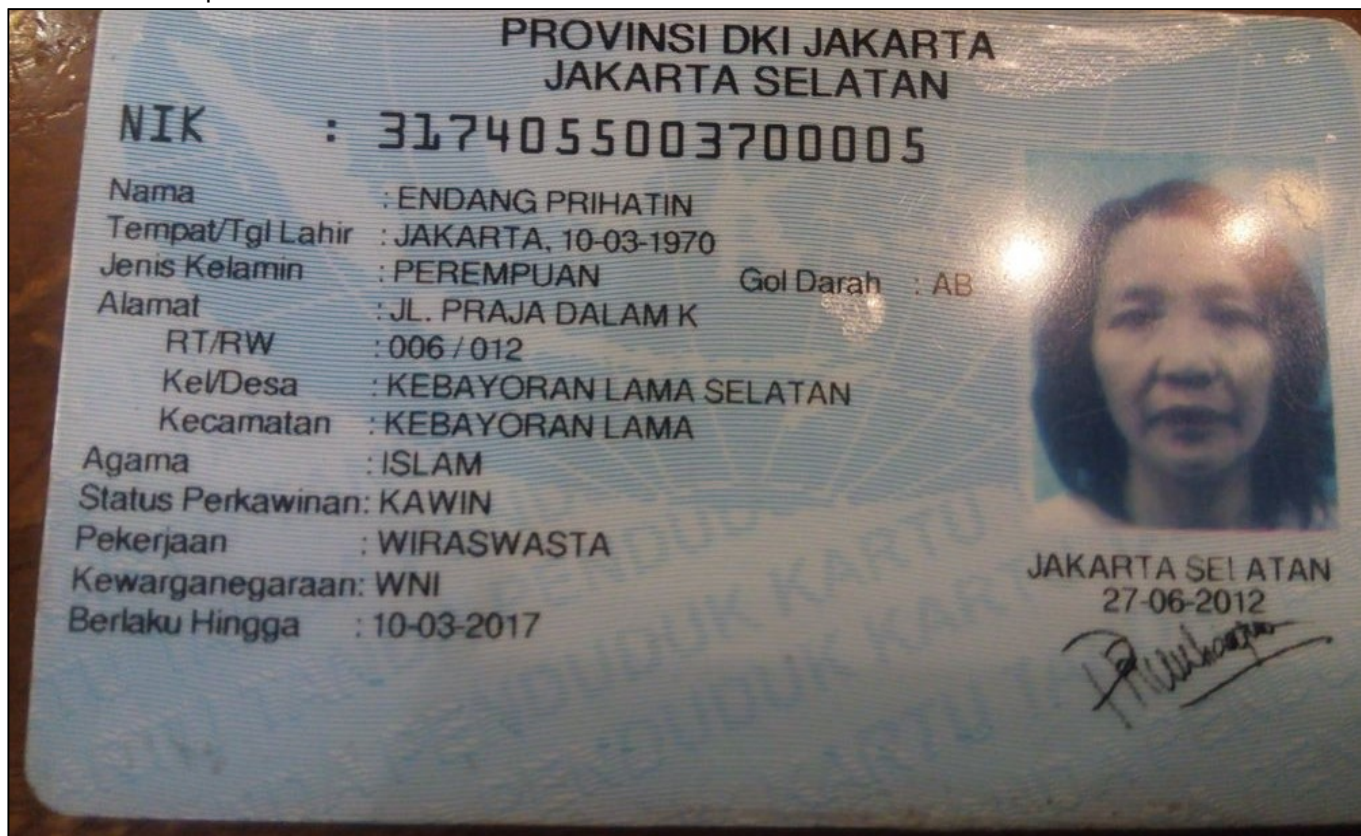 PROVINSI DKI JAKARTA
JAKARTA SELATAN
NIK : 3174055003700005
Nama : ENDANG PRIHATIN
Tempat/Tgl Lahir : JAKARTA, 10-03-1970
Jenis Kelamin : PEREMPUAN Gol Darah : AB
Alamat : JL. PRAJA DALAM K
RT/RW : 006 / 012
Kel/Desa : KEBAYORAN LAMA SELATAN
Kecamatan : KEBAYORAN LAMA
Agama : ISLAM
Status Perkawinan: KAWIN
Pekerjaan : WIRASWASTA
Kewarganegaraan: WNI
Berlaku Hingga : 10-03-2017
JAKARTA SELATAN
27-06-2012